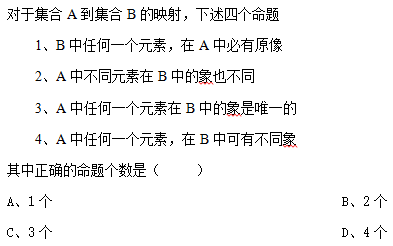 对于集合 A 到集合 B 的映射，下述四个命题
1、B 中任何一个元素，在 A 中必有原像
2、A 中不同元素在 B 中的象也不同
3、A 中任何一个元素在 B 中的象是唯一的
4、A 中任何一个元素，在 B 中可有不同象
其中正确的命题个数是（　　）
A、1 个　　B、2 个
C、3 个　　D、4 个